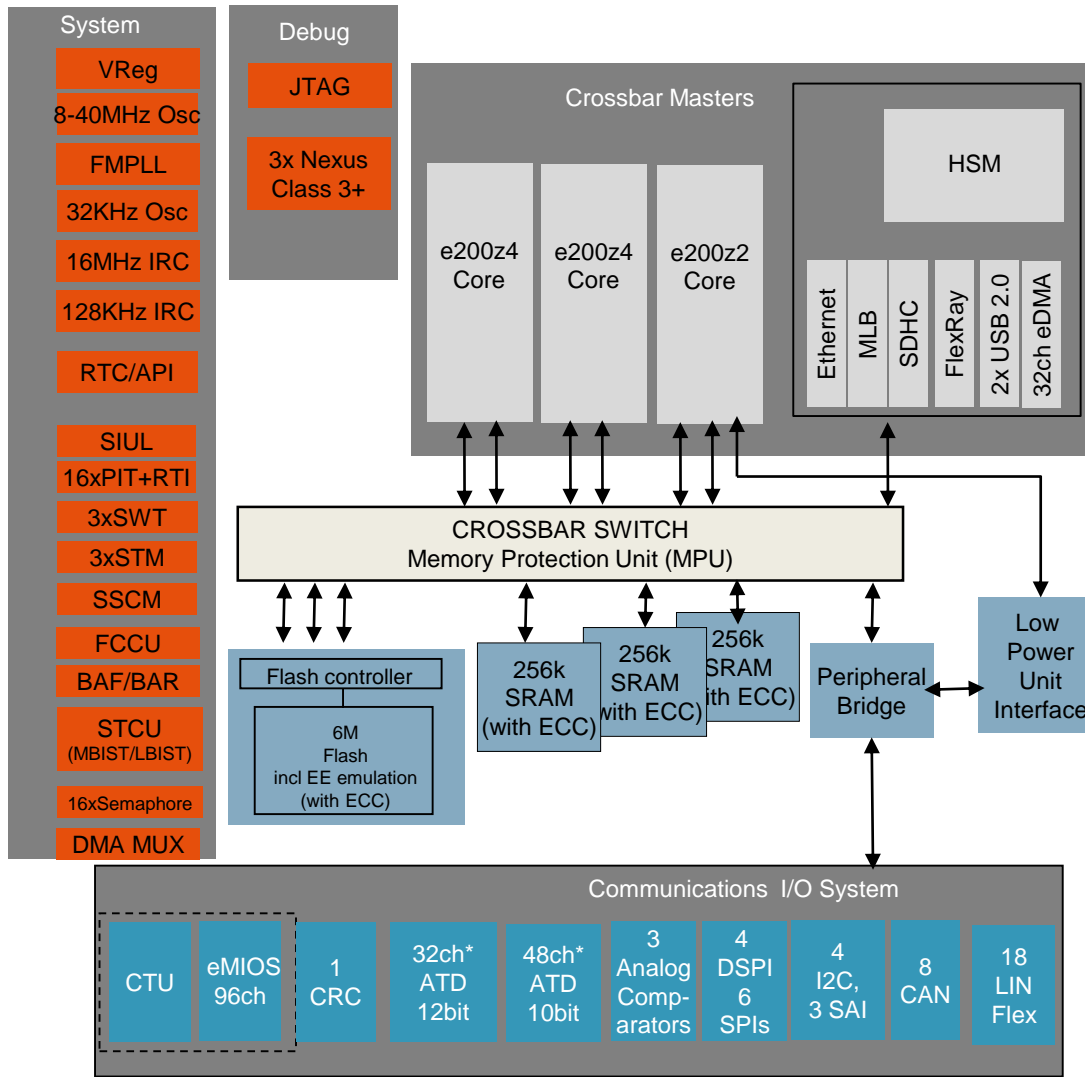 System
VReg
8-40MHz Osc
FMPLL
32KHz Osc
16MHz IRC
128KHz IRC
RTC/API
SIUL
16xPIT+RTI
3xSWT
3xSTM
SSCM
FCCU
BAF/BAR
STCU
(MBIST/LBIST)
16xSemaphore
DMA MUX
Debug
JTAG
3x Nexus
Class 3+
Crossbar Masters
e200z4
Core
e200z4
Core
e200z2
Core
HSM
Ethernet
MLB
SDHC
FlexRay
2x USB 2.0
32ch eDMA
CROSSBAR SWITCH
Memory Protection Unit (MPU)
Flash controller
6M
Flash
incl EE emulation
(with ECC)
256k
SRAM
(with ECC)
256k
SRAM
(with ECC)
256k
SRAM
(with ECC)
Peripheral
Bridge
Low
Power
Unit
Interface
Communications I/O System
CTU
eMIOS
96ch
1
CRC
32ch*
ATD
12bit
48ch*
ATD
10bit
3
Analog
Comp-
arators
4
DSPI
6
SPIs
4
I2C,
3 SAI
8
CAN
18
LIN
Flex